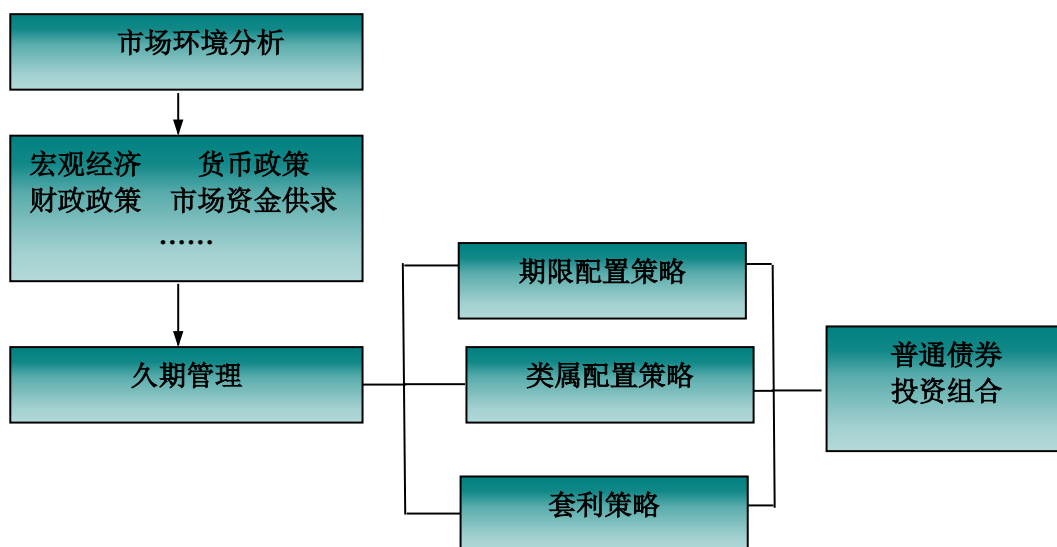 市场环境分析
宏观经济 货币政策
财政政策 市场资金供求
……
期限配置策略
久期管理
类属配置策略
普通债券
投资组合
套利策略